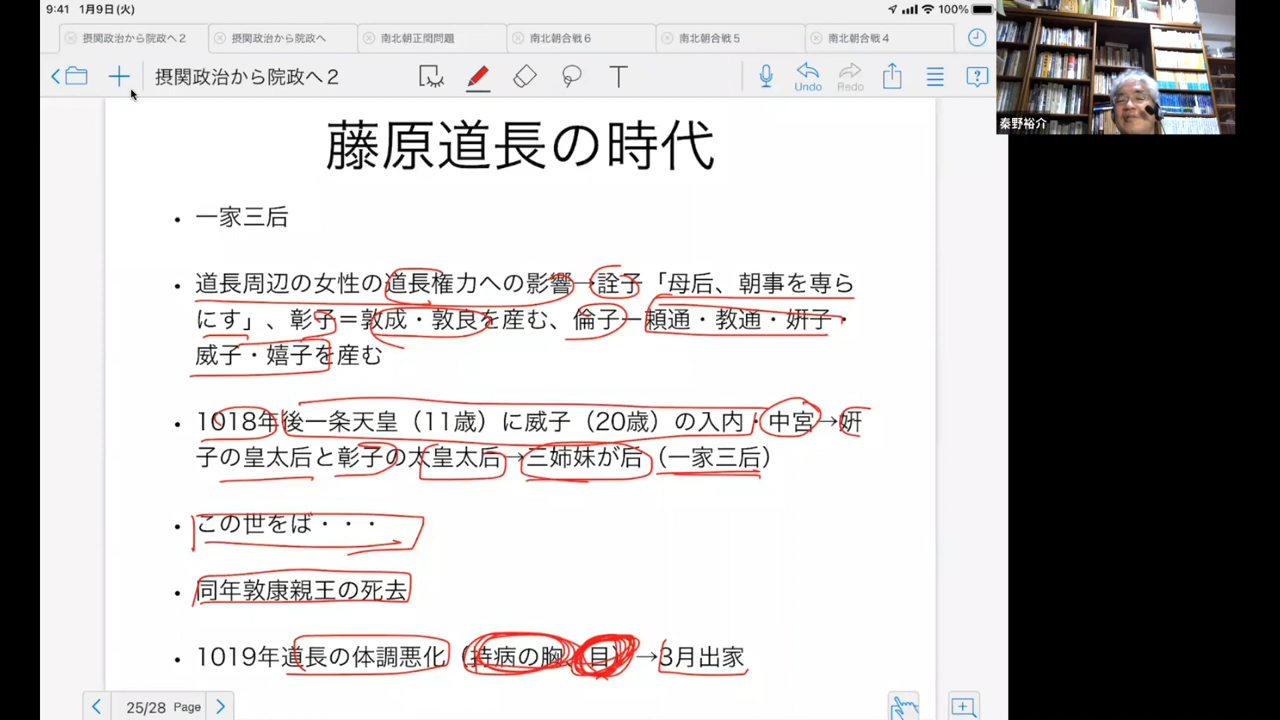 9:41 1月9日(火)
100%
摂関政治から院政へ２
摂関政治から院政へ
南北朝正閏問題
南北朝合戦６
南北朝合戦５
南北朝合戦４
摂関政治から院政へ２
T
Undo
Redo
秦野裕介
藤原道長の時代
• 一家三后
• 道長周辺の女性の道長権力への影響→詮子「母后、朝事を専ら
にす」、彰子＝敦成・敦良を産む、倫子ー頼通・教通・妍子・
威子・嬉子を産む
• 1018年後一条天皇（11歳）に威子（20歳）の入内・中宮→妍
子の皇太后と彰子の太皇太后→三姉妹が后（一家三后）
• この世をば・・・
• 同年敦康親王の死去
• 1019年道長の体調悪化（持病の胸、目）→3月出家
25/28 Page